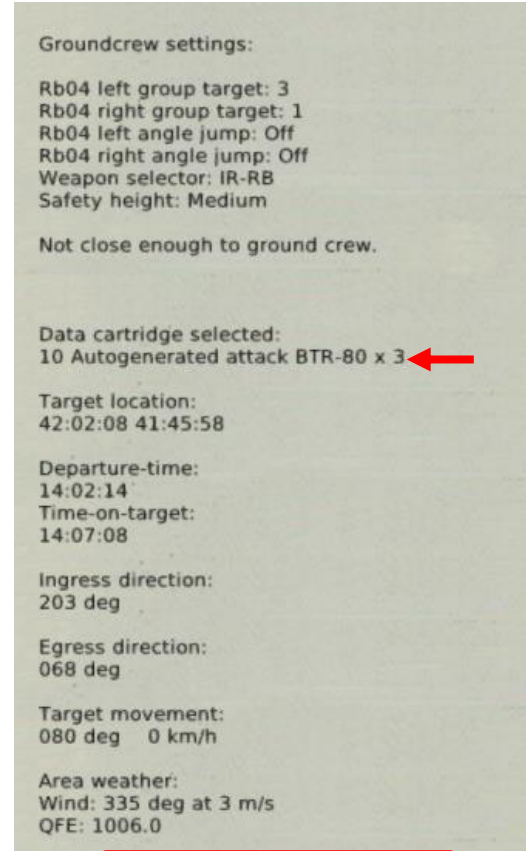 Groundcrew settings:
Rb04 left group target: 3
Rb04 right group target: 1
Rb04 left angle jump: Off
Rb04 right angle jump: Off
Weapon selector: IR-RB
Safety height: Medium
Not close enough to ground crew.
Data cartridge selected:
10 Autogenerated attack BTR-80 x 3
Target location:
42:02:08 41:45:58
Departure-time:
14:02:14
Time-on-target:
14:07:08
Ingress direction:
203 deg
Egress direction:
068 deg
Target movement:
080 deg 0 km/h
Area weather:
Wind: 335 deg at 3 m/s
QFE: 1006.0